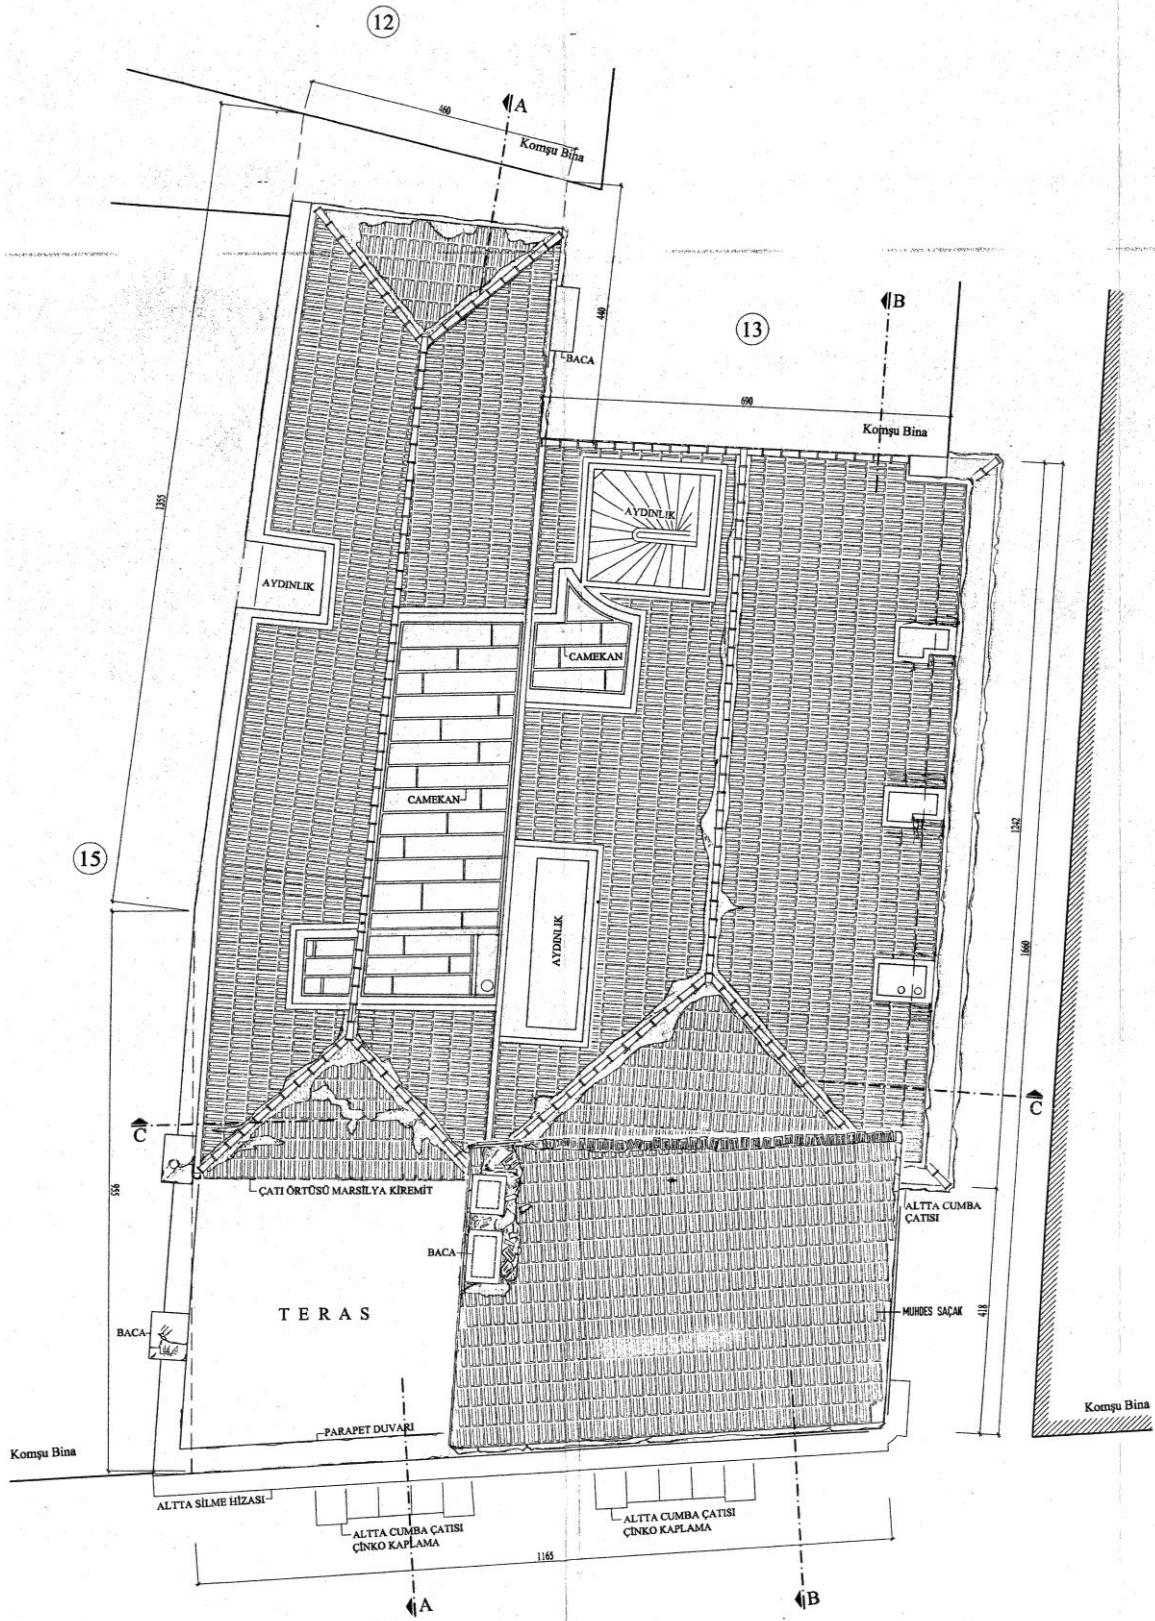 12
460
A
Komşu Bina
B
13
440
BACA
690
Komşu Bina
1355
AYDINLIK
AYDINLIK
CAMEKAN
CAMEKAN
15
1242
1660
AYDINLIK
C
C
ÇATI ÖRTÜSÜ MARSİLYA KİREMİT
955
ALTTA CUMBA
ÇATISI
BACA
TERAS
MUHDES SAÇAK
418
BACA
PARAPET DUVARI
Komşu Bina
Komşu Bina
ALTTA SİLME HİZASI
ALTTA CUMBA ÇATISI
ÇİNKO KAPLAMA
ALTTA CUMBA ÇATISI
ÇİNKO KAPLAMA
1165
A
B